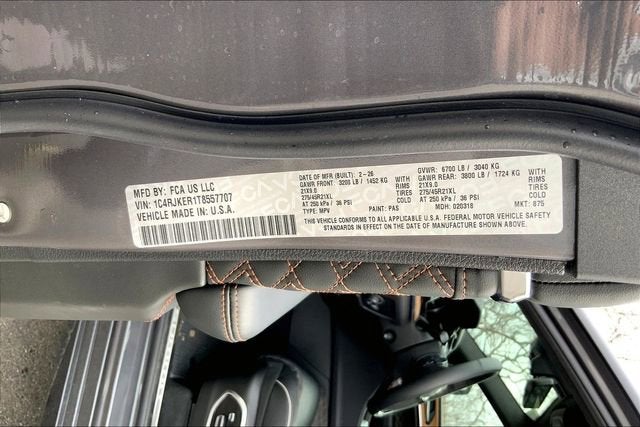 MFD BY: FCA US LLC
VIN: 1C4RJKER1T8557707
VEHICLE MADE IN U.S.A.
DATE OF MFR (BUILT): 2-26 GVWR: 6700 LB / 3040 KG
GAWR FRONT: 3200 LB / 1452 KG GAWR REAR: 3800 LB / 1724 KG
21X9.0 RIMS 21X9.0 RIMS
275/45R21XL TIRES 275/45R21XL TIRES
AT 250 kPa / 36 PSI COLD AT 250 kPa / 36 PSI COLD
TYPE: MPV PAINT: PAS MDH: 020318 MKT: 875
THIS VEHICLE CONFORMS TO ALL APPLICABLE U.S.A. FEDERAL MOTOR VEHICLE SAFETY
STANDARDS IN EFFECT ON THE DATE OF MANUFACTURE SHOWN ABOVE.